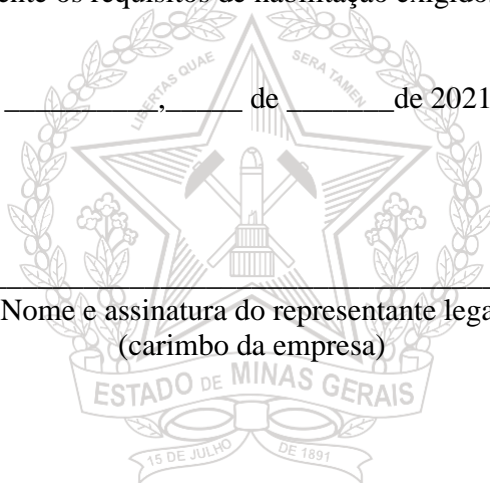 ente os requisitos de habilitação exigidos
LIBERTAS QUAE SERA TAMEN
__________,_____ de _______de 2021
Nome e assinatura do representante lega
(carimbo da empresa)
ESTADO DE MINAS GERAIS
15 DE JULHO DE 1891